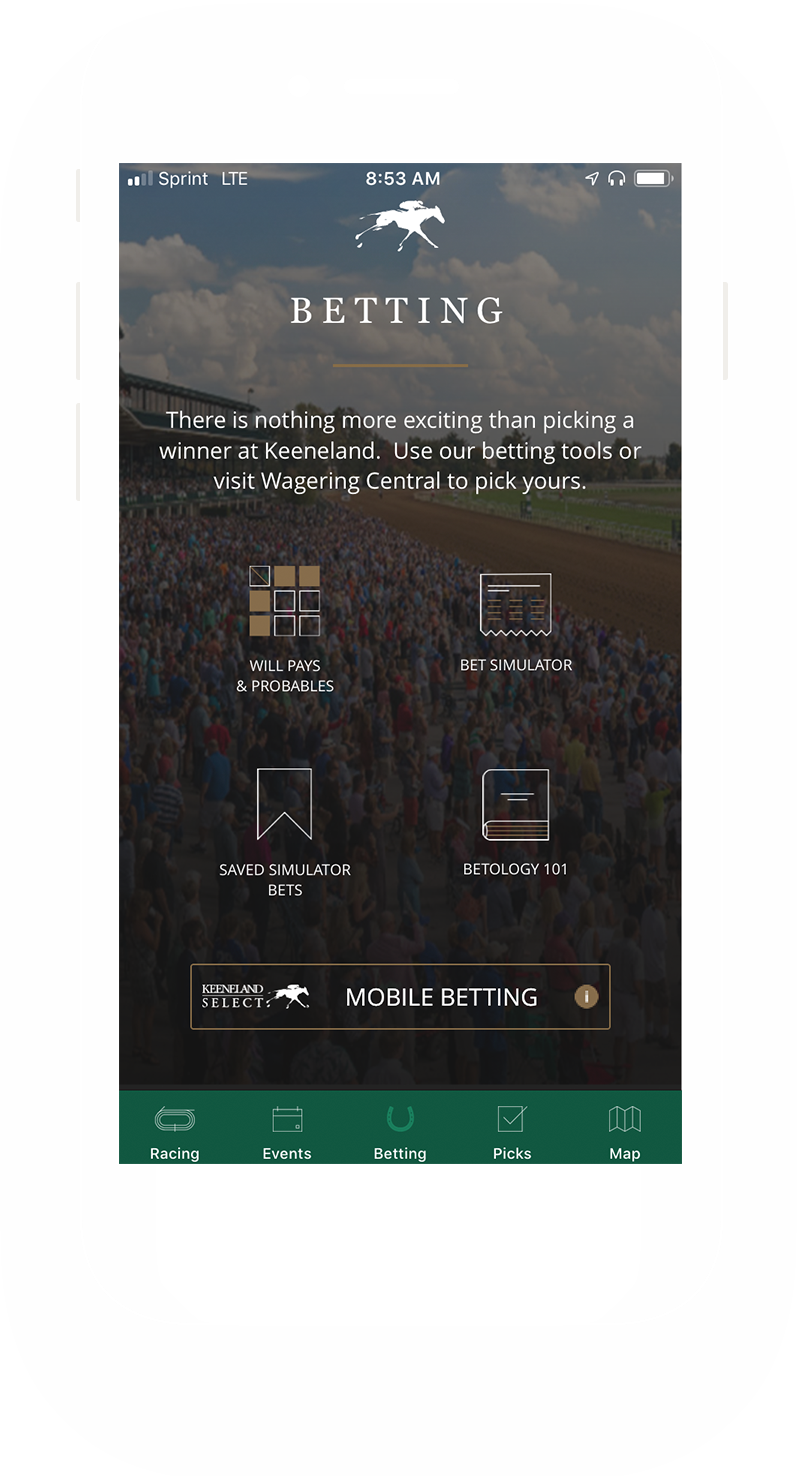 Sprint LTE 8:53 AM
BETTING
There is nothing more exciting than picking a
winner at Keeneland.  Use our betting tools or
visit Wagering Central to pick yours.
WILL PAYS
& PROBABLES
BET SIMULATOR
SAVED SIMULATOR
BETS
BETOLOGY 101
KEENELAND
SELECT
MOBILE BETTING
i
Racing Events Betting Picks Map